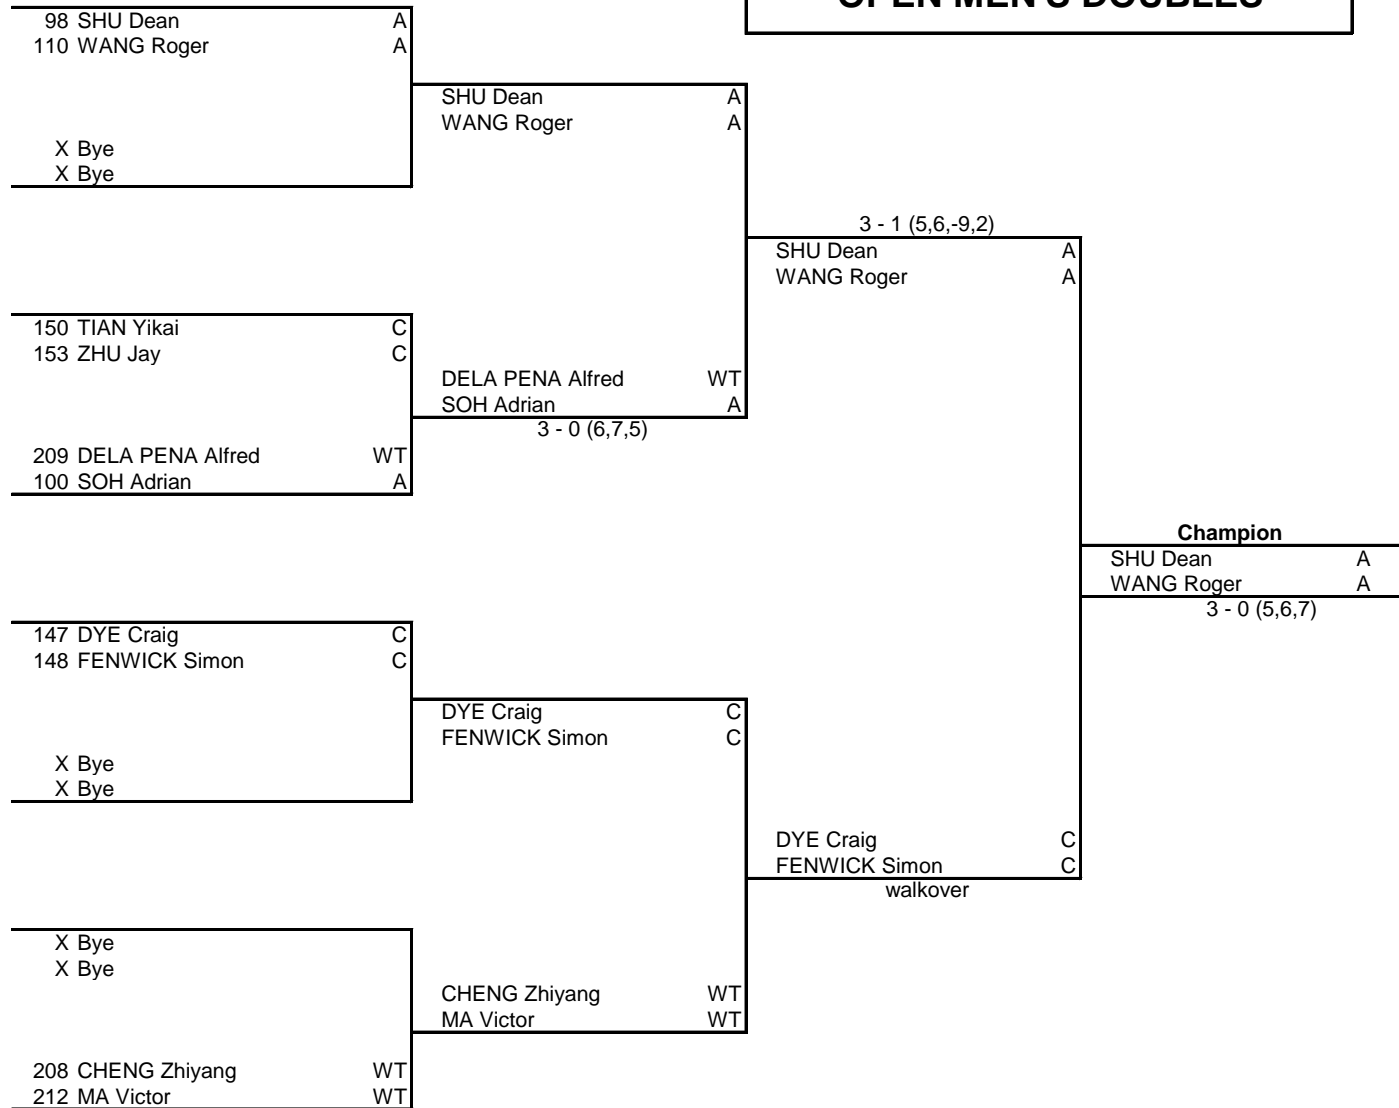 OPEN MEN'S DOUBLES
98 SHU Dean A
110 WANG Roger A
SHU Dean A
WANG Roger A
X Bye
X Bye
3 - 1 (5,6,-9,2)
SHU Dean A
WANG Roger A
150 TIAN Yikai C
153 ZHU Jay C
DELA PENA Alfred WT
SOH Adrian A
3 - 0 (6,7,5)
209 DELA PENA Alfred WT
100 SOH Adrian A
Champion
SHU Dean A
WANG Roger A
3 - 0 (5,6,7)
147 DYE Craig C
148 FENWICK Simon C
DYE Craig C
FENWICK Simon C
X Bye
X Bye
DYE Craig C
FENWICK Simon C
walkover
X Bye
X Bye
CHENG Zhiyang WT
MA Victor WT
208 CHENG Zhiyang WT
212 MA Victor WT